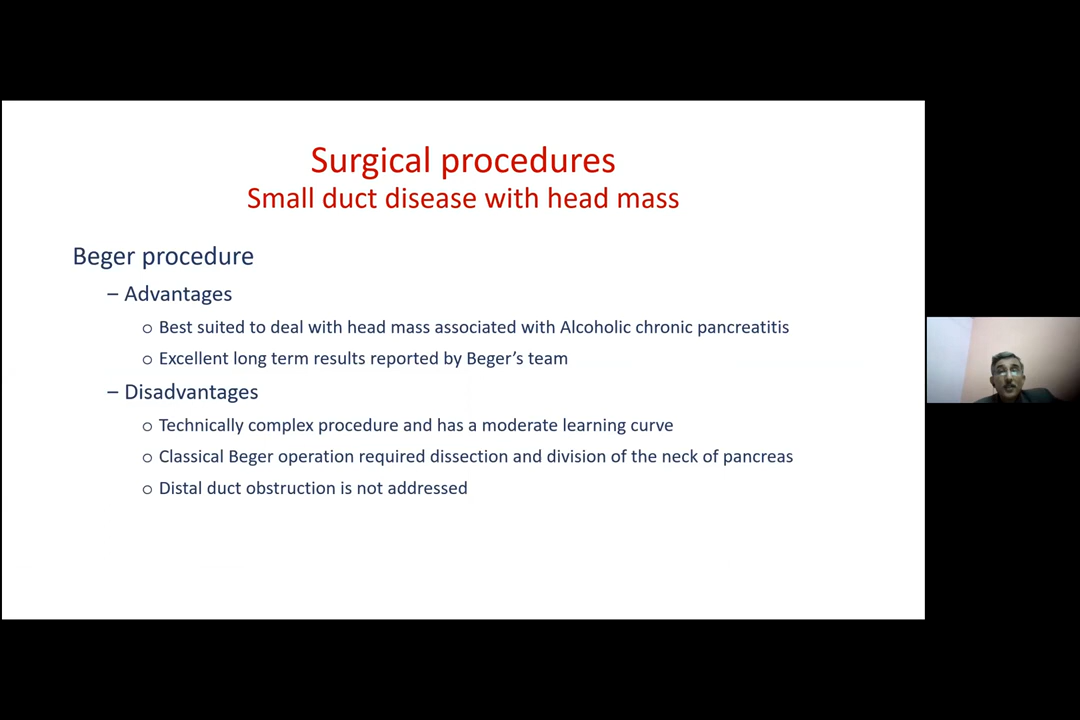 Surgical procedures
Small duct disease with head mass
Beger procedure
– Advantages
o Best suited to deal with head mass associated with Alcoholic chronic pancreatitis
o Excellent long term results reported by Beger’s team
– Disadvantages
o Technically complex procedure and has a moderate learning curve
o Classical Beger operation required dissection and division of the neck of pancreas
o Distal duct obstruction is not addressed